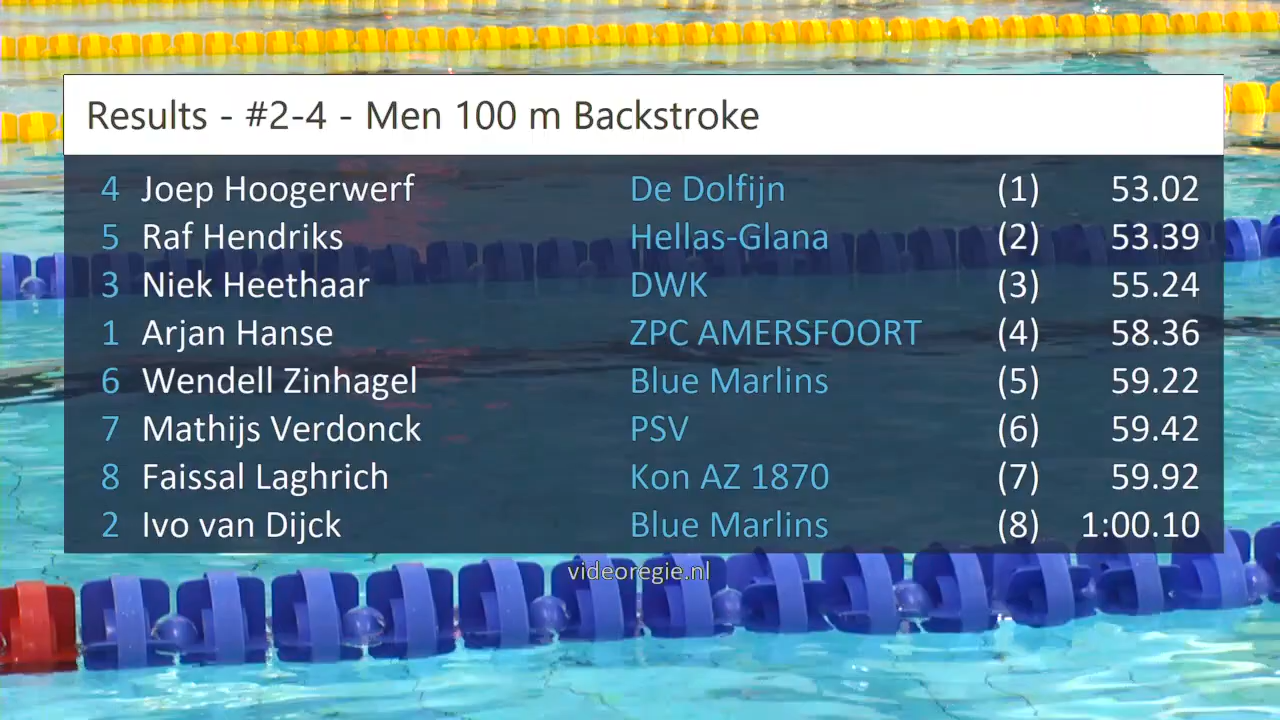 Results - #2-4 - Men 100 m Backstroke
4 Joep Hoogerwerf De Dolfijn (1) 53.02
5 Raf Hendriks Hellas-Glana (2) 53.39
3 Niek Heethaar DWK (3) 55.24
1 Arjan Hanse ZPC AMERSFOORT (4) 58.36
6 Wendell Zinhagel Blue Marlins (5) 59.22
7 Mathijs Verdonck PSV (6) 59.42
8 Faissal Laghrich Kon AZ 1870 (7) 59.92
2 Ivo van Dijck Blue Marlins (8) 1:00.10
videoregie.nl